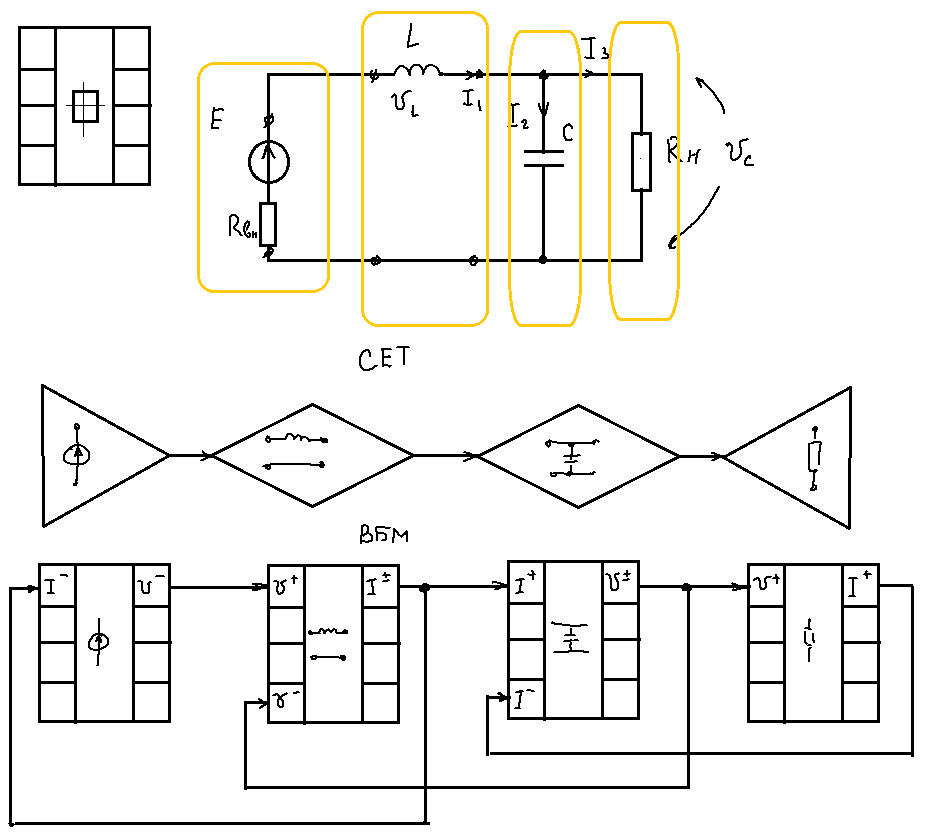 L
I₃
E
υL
I₁
I₂
C
Rн
υc
Rвн
СЕТ
ВБМ
I⁻ υ⁻ υ⁺ I± I⁺ υ± υ⁺ I⁺
υ⁻ I⁻